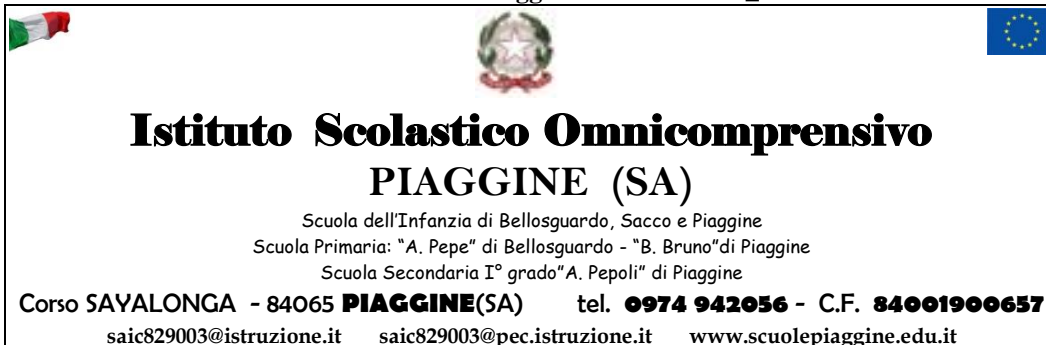 Istituto Scolastico Omnicomprensivo
PIAGGINE (SA)
Scuola dell'Infanzia di Bellosguardo, Sacco e Piaggine
Scuola Primaria: "A. Pepe" di Bellosguardo - "B. Bruno"di Piaggine
Scuola Secondaria I° grado"A. Pepoli" di Piaggine
Corso SAYALONGA - 84065 PIAGGINE(SA) tel. 0974 942056 - C.F. 84001900657
saic829003@istruzione.it saic829003@pec.istruzione.it www.scuolepiaggine.edu.it